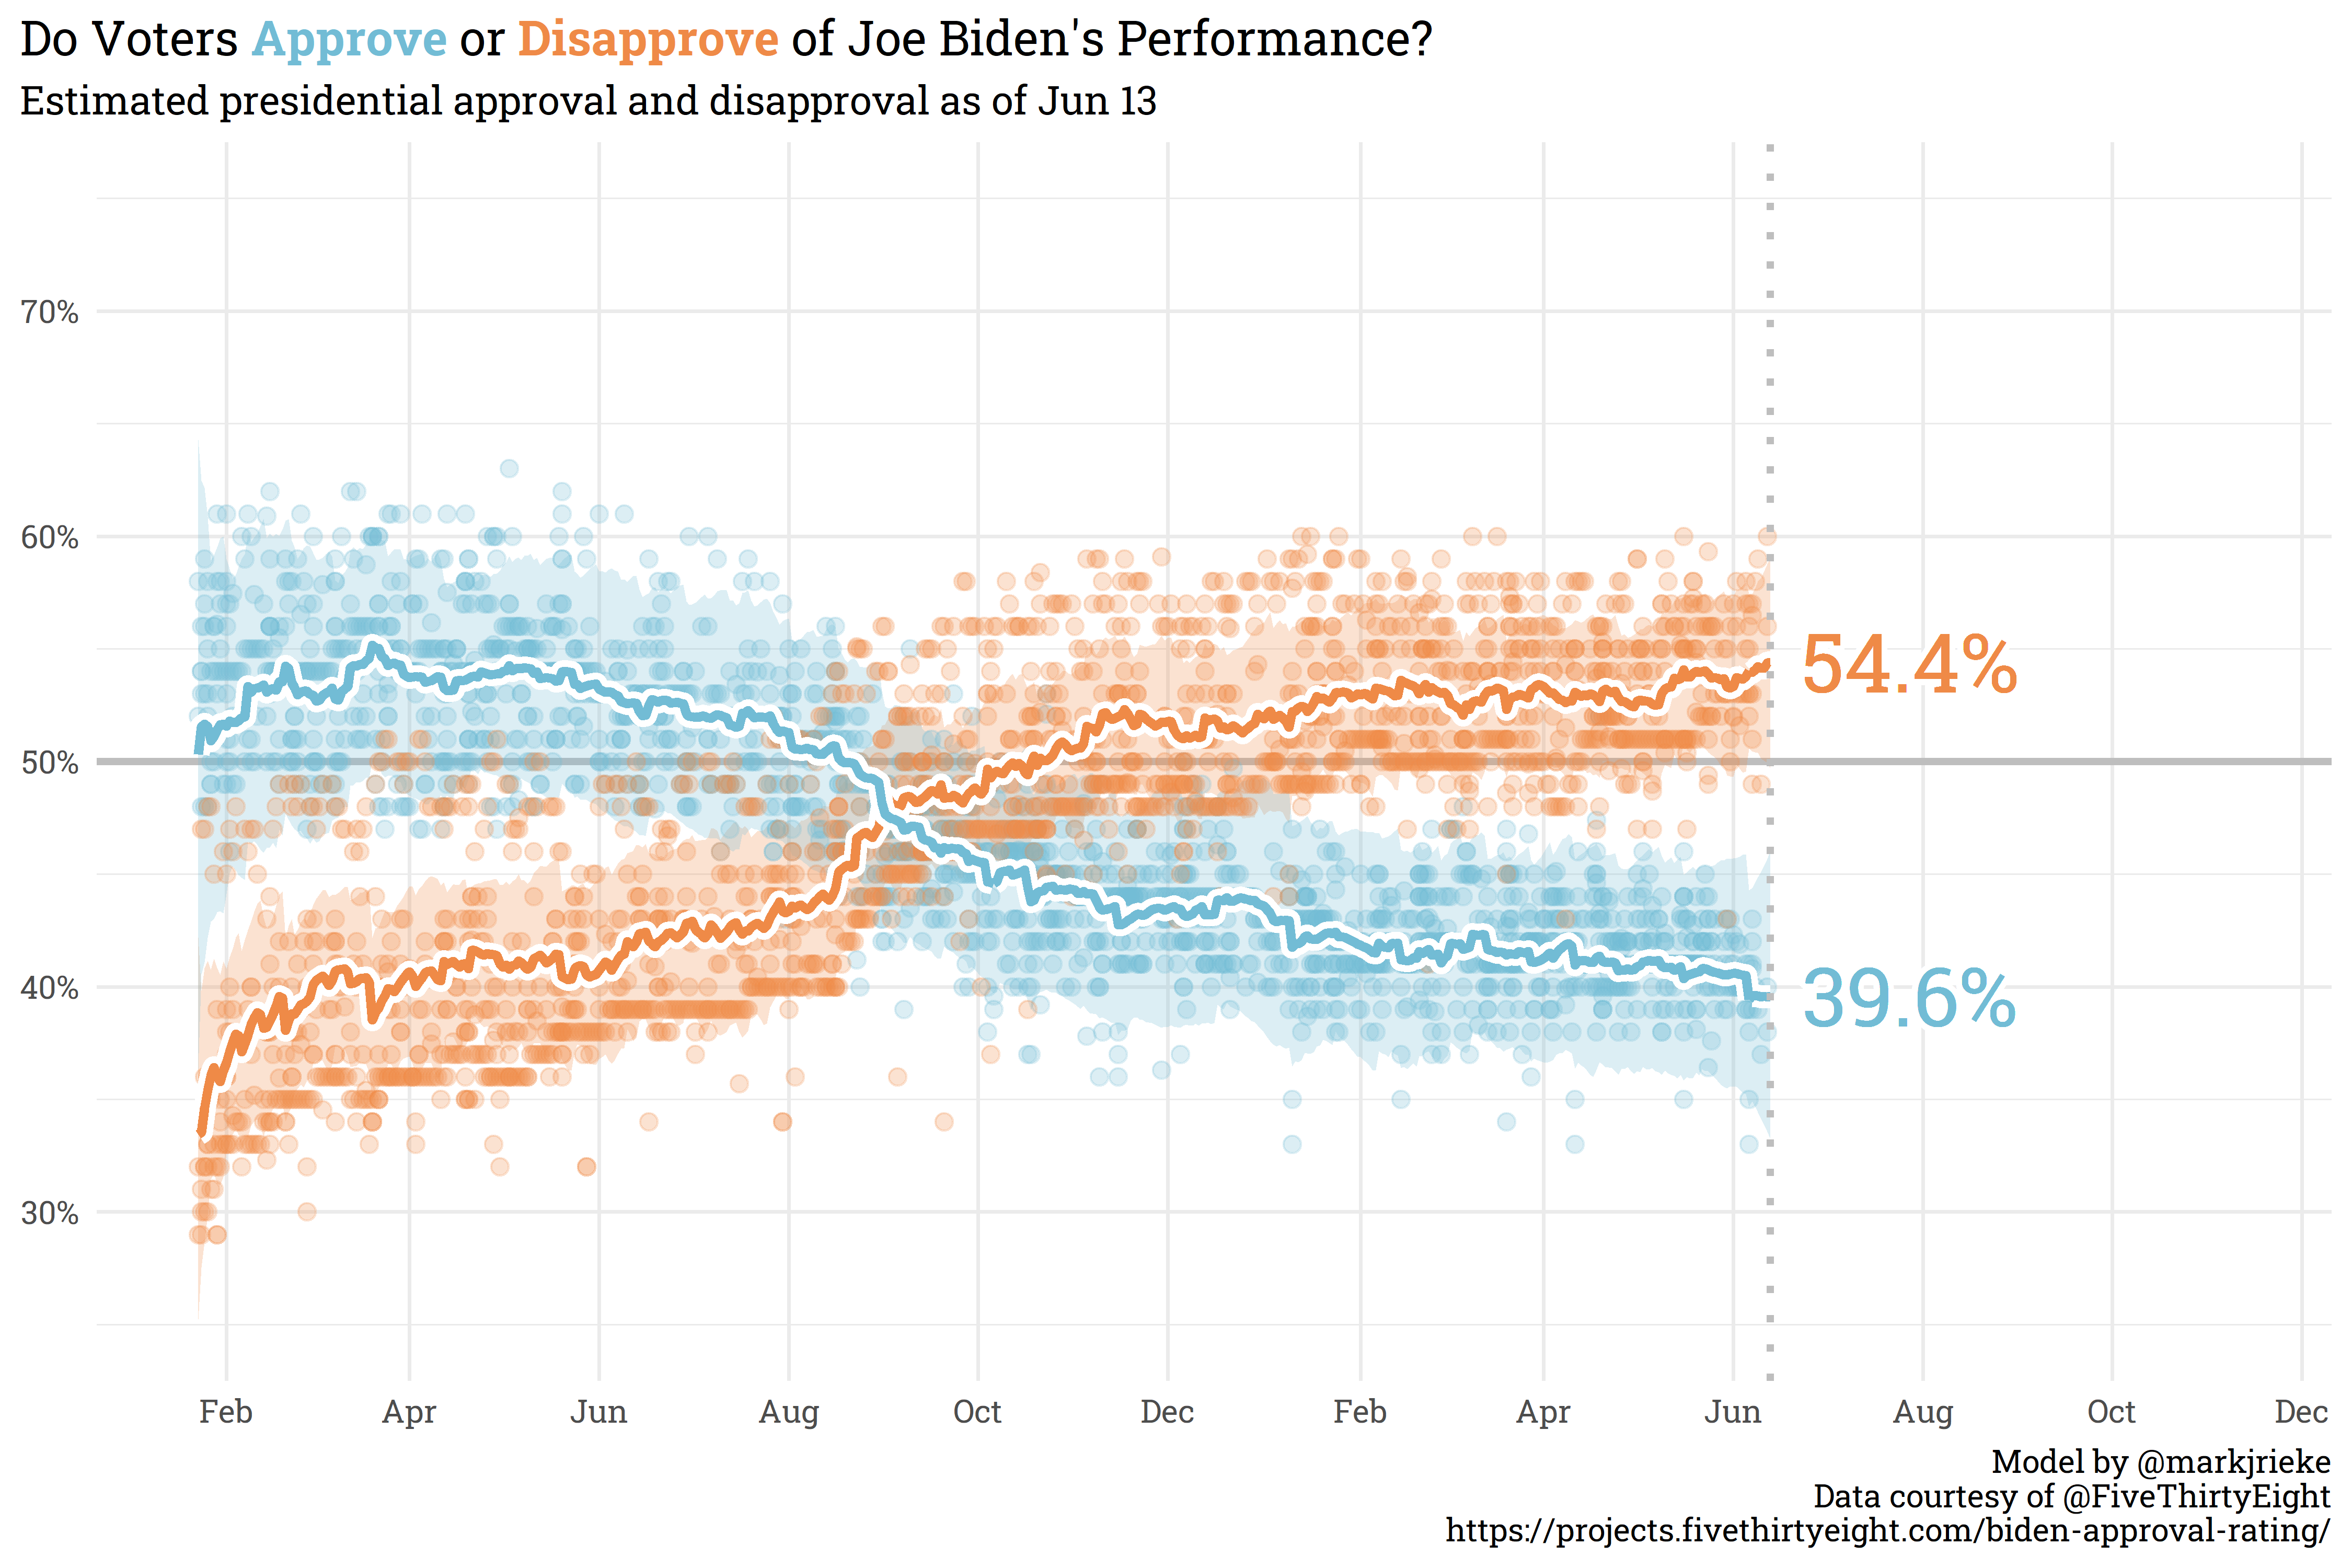 Do Voters Approve or Disapprove of Joe Biden's Performance?
Estimated presidential approval and disapproval as of Jun 13
70%
60%
54.4%
50%
40%
39.6%
30%
Feb Apr Jun Aug Oct Dec Feb Apr Jun Aug Oct Dec
Model by @markjrieke
Data courtesy of @FiveThirtyEight
https://projects.fivethirtyeight.com/biden-approval-rating/